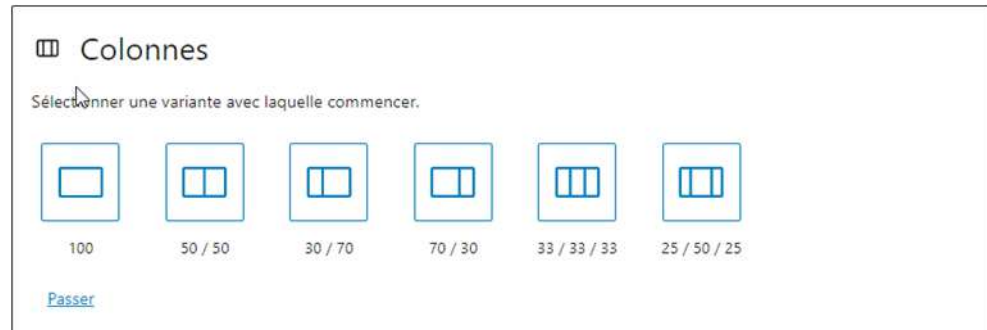 Colonnes
Sélectionner une variante avec laquelle commencer.
100
50 / 50
30 / 70
70 / 30
33 / 33 / 33
25 / 50 / 25
Passer